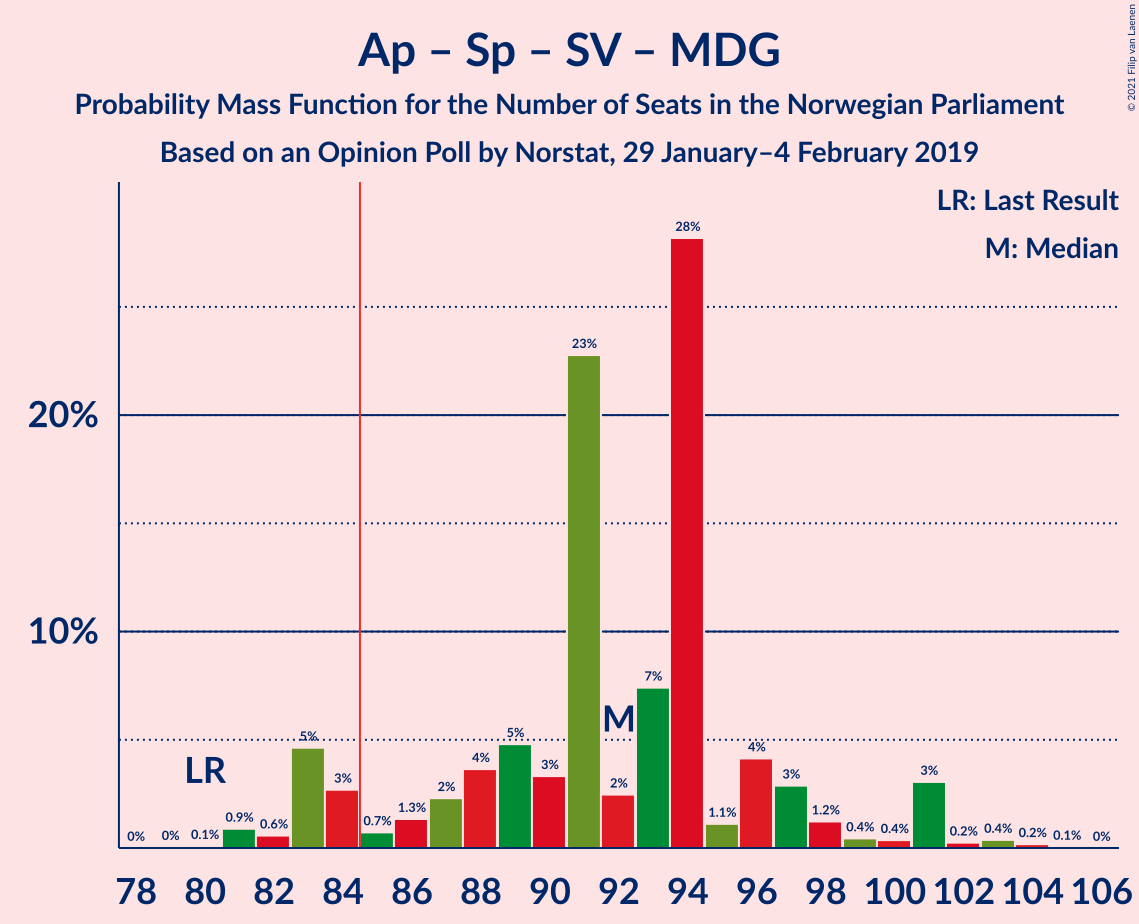 Ap – Sp – SV – MDG
Probability Mass Function for the Number of Seats in the Norwegian Parliament
Based on an Opinion Poll by Norstat, 29 January–4 February 2019
© 2021 Filip van Laenen
LR: Last Result
M: Median
20%
10%
LR
M
0% 0% 0.1% 0.9% 0.6% 5% 3% 0.7% 1.3% 2% 4% 5% 3% 23% 2% 7% 28% 1.1% 4% 3% 1.2% 0.4% 0.4% 3% 0.2% 0.4% 0.2% 0.1% 0%
78 80 82 84 86 88 90 92 94 96 98 100 102 104 106